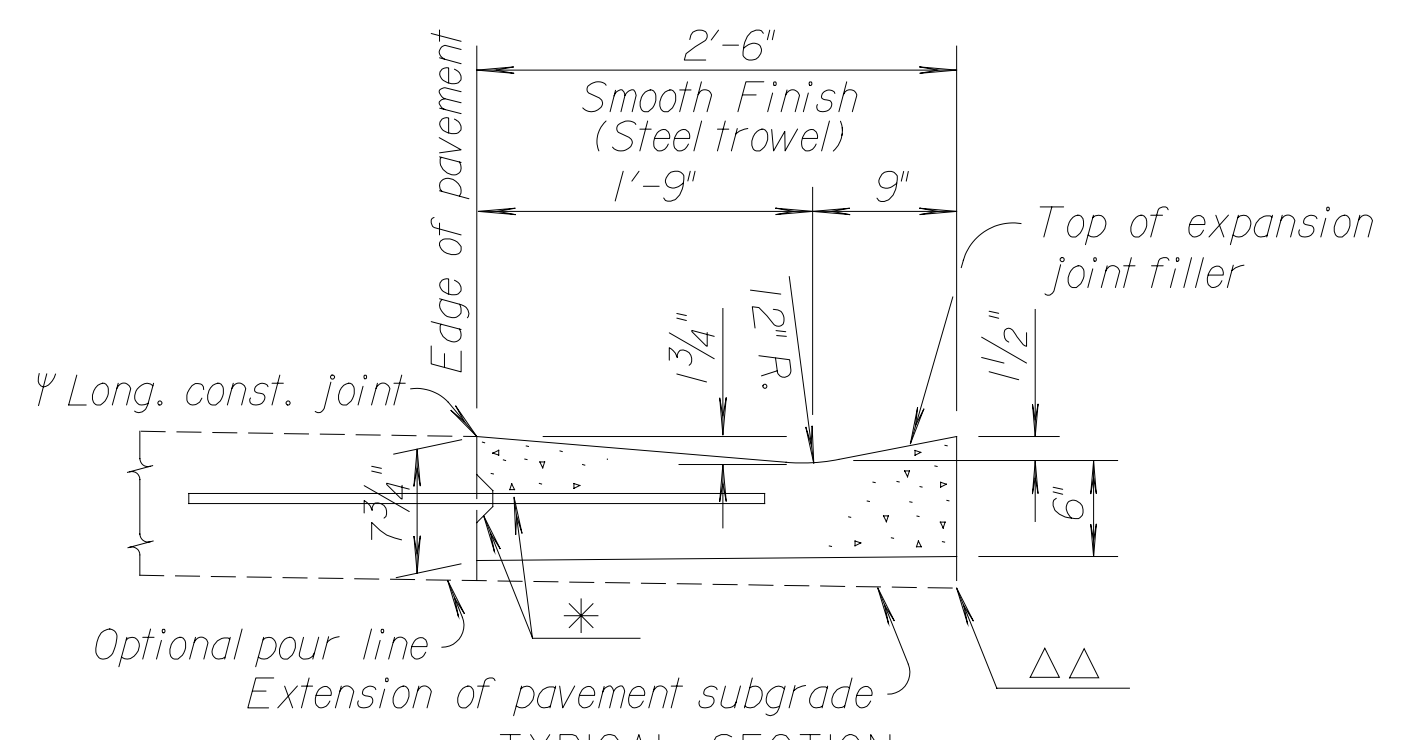 2'-6"
Smooth Finish
(Steel trowel)
1'-9"
9"
Edge of pavement
Top of expansion
joint filler
1 3/4"
12" R.
1 1/2"
Ψ Long. const. joint
7 3/4"
6"
*
Optional pour line
△△
Extension of pavement subgrade
TYPICAL SECTION